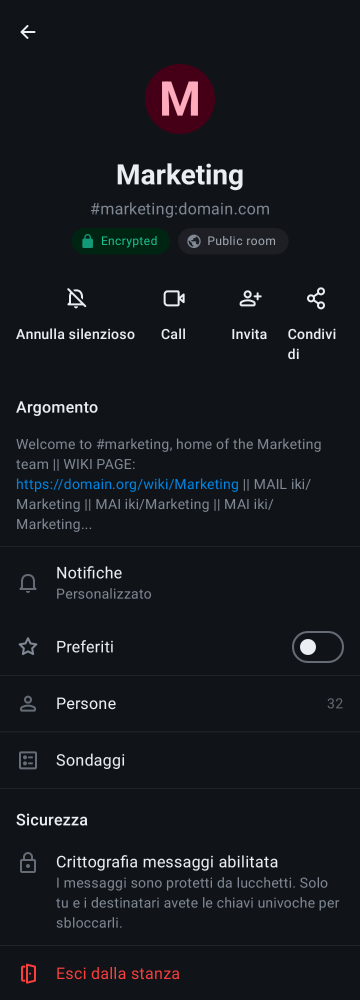 M
Marketing
#marketing:domain.com
Encrypted Public room
Annulla silenzioso Call Invita Condivi
di
Argomento
Welcome to #marketing, home of the Marketing
team || WIKI PAGE:
https://domain.org/wiki/Marketing || MAIL iki/
Marketing || MAI iki/Marketing || MAI iki/
Marketing...
Notifiche
Personalizzato
Preferiti
Persone 32
Sondaggi
Sicurezza
Crittografia messaggi abilitata
I messaggi sono protetti da lucchetti. Solo
tu e i destinatari avete le chiavi univoche per
sbloccarli.
Esci dalla stanza